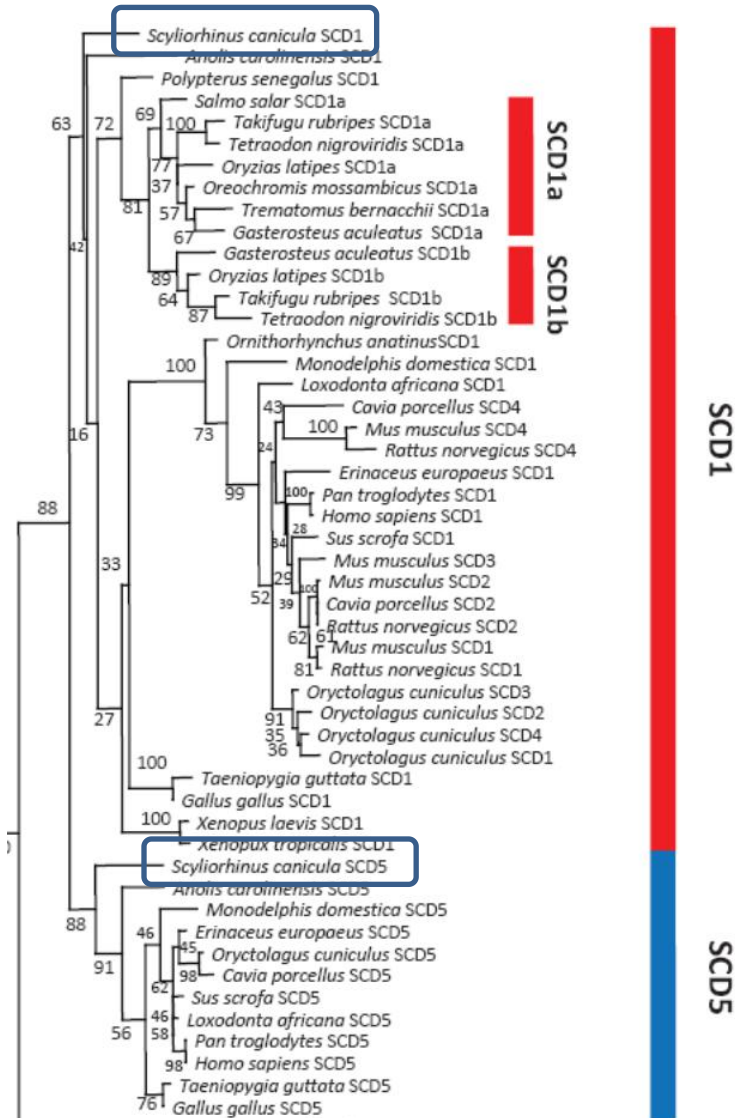 Scyliorhinus canicula SCD1
Anolis carolinensis SCD1
Polypterus senegalus SCD1
Salmo salar SCD1a
Takifugu rubripes SCD1a
Tetraodon nigroviridis SCD1a
Oryzias latipes SCD1a
Oreochromis mossambicus SCD1a
Trematomus bernacchii SCD1a
Gasterosteus aculeatus SCD1a
Gasterosteus aculeatus SCD1b
Oryzias latipes SCD1b
Takifugu rubripes SCD1b
Tetraodon nigroviridis SCD1b
Ornithorhynchus anatinusSCD1
Monodelphis domestica SCD1
Loxodonta africana SCD1
Cavia porcellus SCD4
Mus musculus SCD4
Rattus norvegicus SCD4
Erinaceus europaeus SCD1
Pan troglodytes SCD1
Homo sapiens SCD1
Sus scrofa SCD1
Mus musculus SCD3
Mus musculus SCD2
Cavia porcellus SCD2
Rattus norvegicus SCD2
Mus musculus SCD1
Rattus norvegicus SCD1
Oryctolagus cuniculus SCD3
Oryctolagus cuniculus SCD2
Oryctolagus cuniculus SCD4
Oryctolagus cuniculus SCD1
Taeniopygia guttata SCD1
Gallus gallus SCD1
Xenopus laevis SCD1
Xenopux tropicalis SCD1
Scyliorhinus canicula SCD5
Anolis carolinensis SCD5
Monodelphis domestica SCD5
Erinaceus europaeus SCD5
Oryctolagus cuniculus SCD5
Cavia porcellus SCD5
Sus scrofa SCD5
Loxodonta africana SCD5
Pan troglodytes SCD5
Homo sapiens SCD5
Taeniopygia guttata SCD5
Gallus gallus SCD5
63
72
69
100
77
37
57
67
81
42
89
64
87
100
73
16
43
100
24
99
100
28
34
29
100
39
52
62
61
81
88
33
91
35
36
27
100
100
88
91
46
45
98
62
46
58
56
98
76
SCD1a
SCD1b
SCD1
SCD5